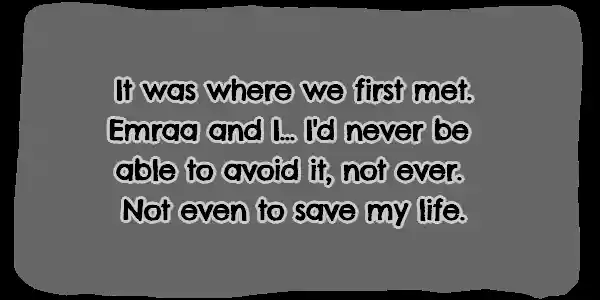 It was where we first met.
Emraa and I... I'd never be
able to avoid it, not ever.
Not even to save my life.